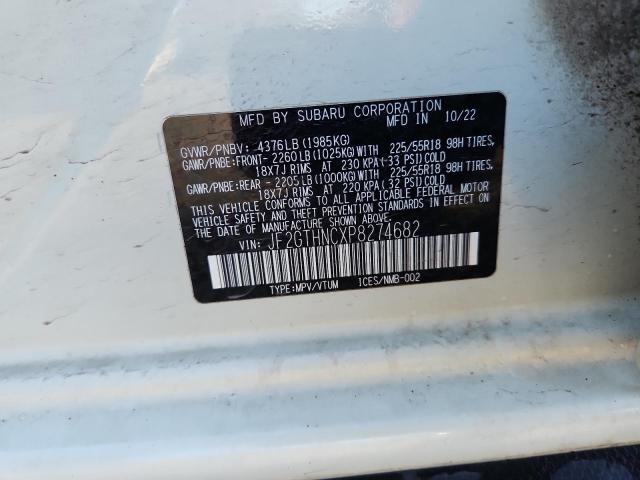 MFD BY SUBARU CORPORATION
MFD IN 10/22
GVWR/PNBV: 4376LB(1985KG)
GAWR/PNBE:FRONT- 2260LB(1025KG)WITH 225/55R18 98H TIRES,
18X7J RIMS AT 230 KPA(33 PSI)COLD
GAWR/PNBE:REAR - 2205LB(1000KG)WITH 225/55R18 98H TIRES,
18X7J RIMS AT 220 KPA(32 PSI)COLD
THIS VEHICLE CONFORMS TO ALL APPLICABLE FEDERAL MOTOR
VEHICLE SAFETY, BUMPER, AND THEFT PREVENTION STANDARDS IN
EFFECT ON THE DATE OF MANUFACTURE SHOWN ABOVE.
VIN: JF2GTHNCXP8274682
TYPE:MPV/VTUM ICES/NMB-002